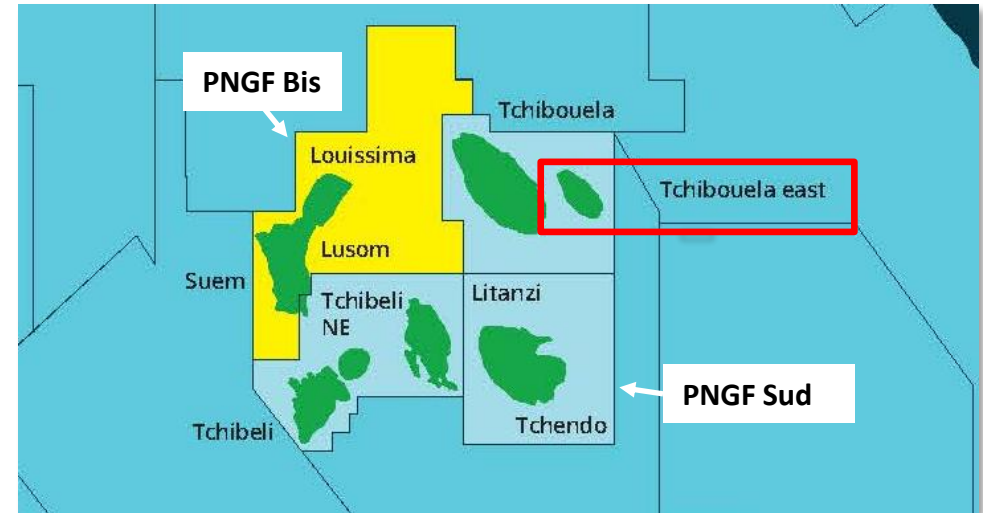 PNGF Bis
Tchibouela
Louissima
Tchibouela east
Lusom
Suem
Tchibeli
NE
Litanzi
PNGF Sud
Tchibeli
Tchendo